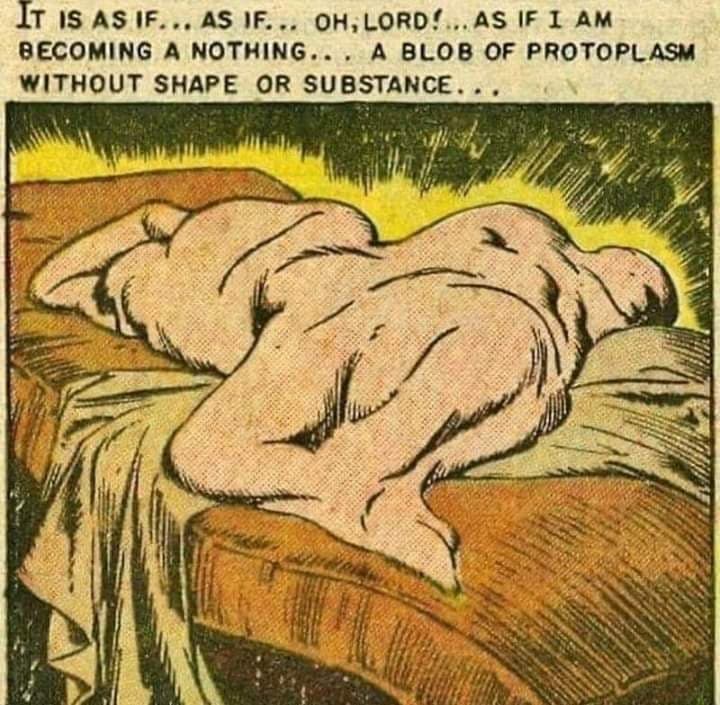 IT IS AS IF... AS IF... OH, LORD!...AS IF I AM
BECOMING A NOTHING... A BLOB OF PROTOPLASM
WITHOUT SHAPE OR SUBSTANCE...